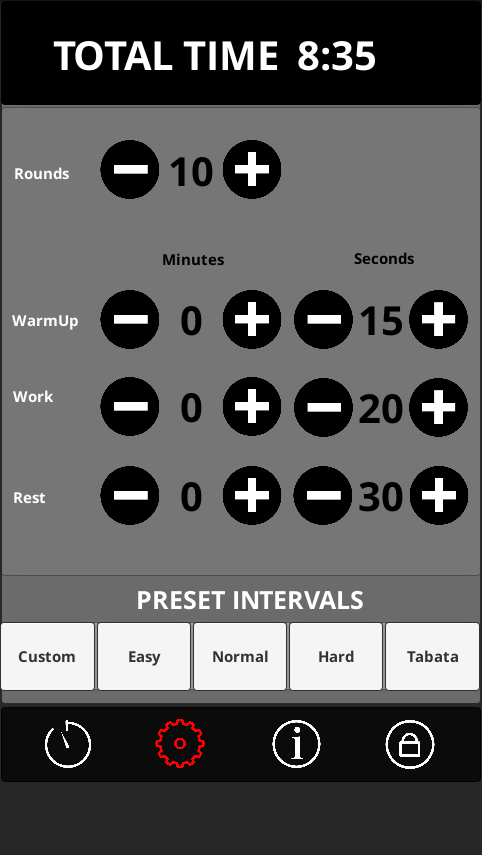 TOTAL TIME 8:35
Rounds 10
Minutes Seconds
WarmUp 0 15
Work 0 20
Rest 0 30
PRESET INTERVALS
Custom Easy Normal Hard Tabata